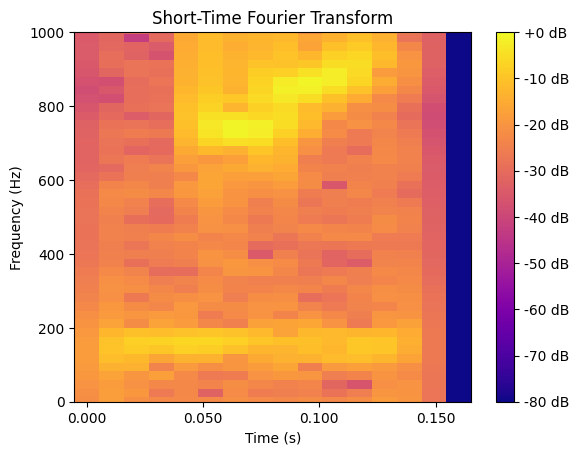 Short-Time Fourier Transform
1000
800
600
400
200
0
Frequency (Hz)
0.000
0.050
0.100
0.150
Time (s)
+0 dB
-10 dB
-20 dB
-30 dB
-40 dB
-50 dB
-60 dB
-70 dB
-80 dB